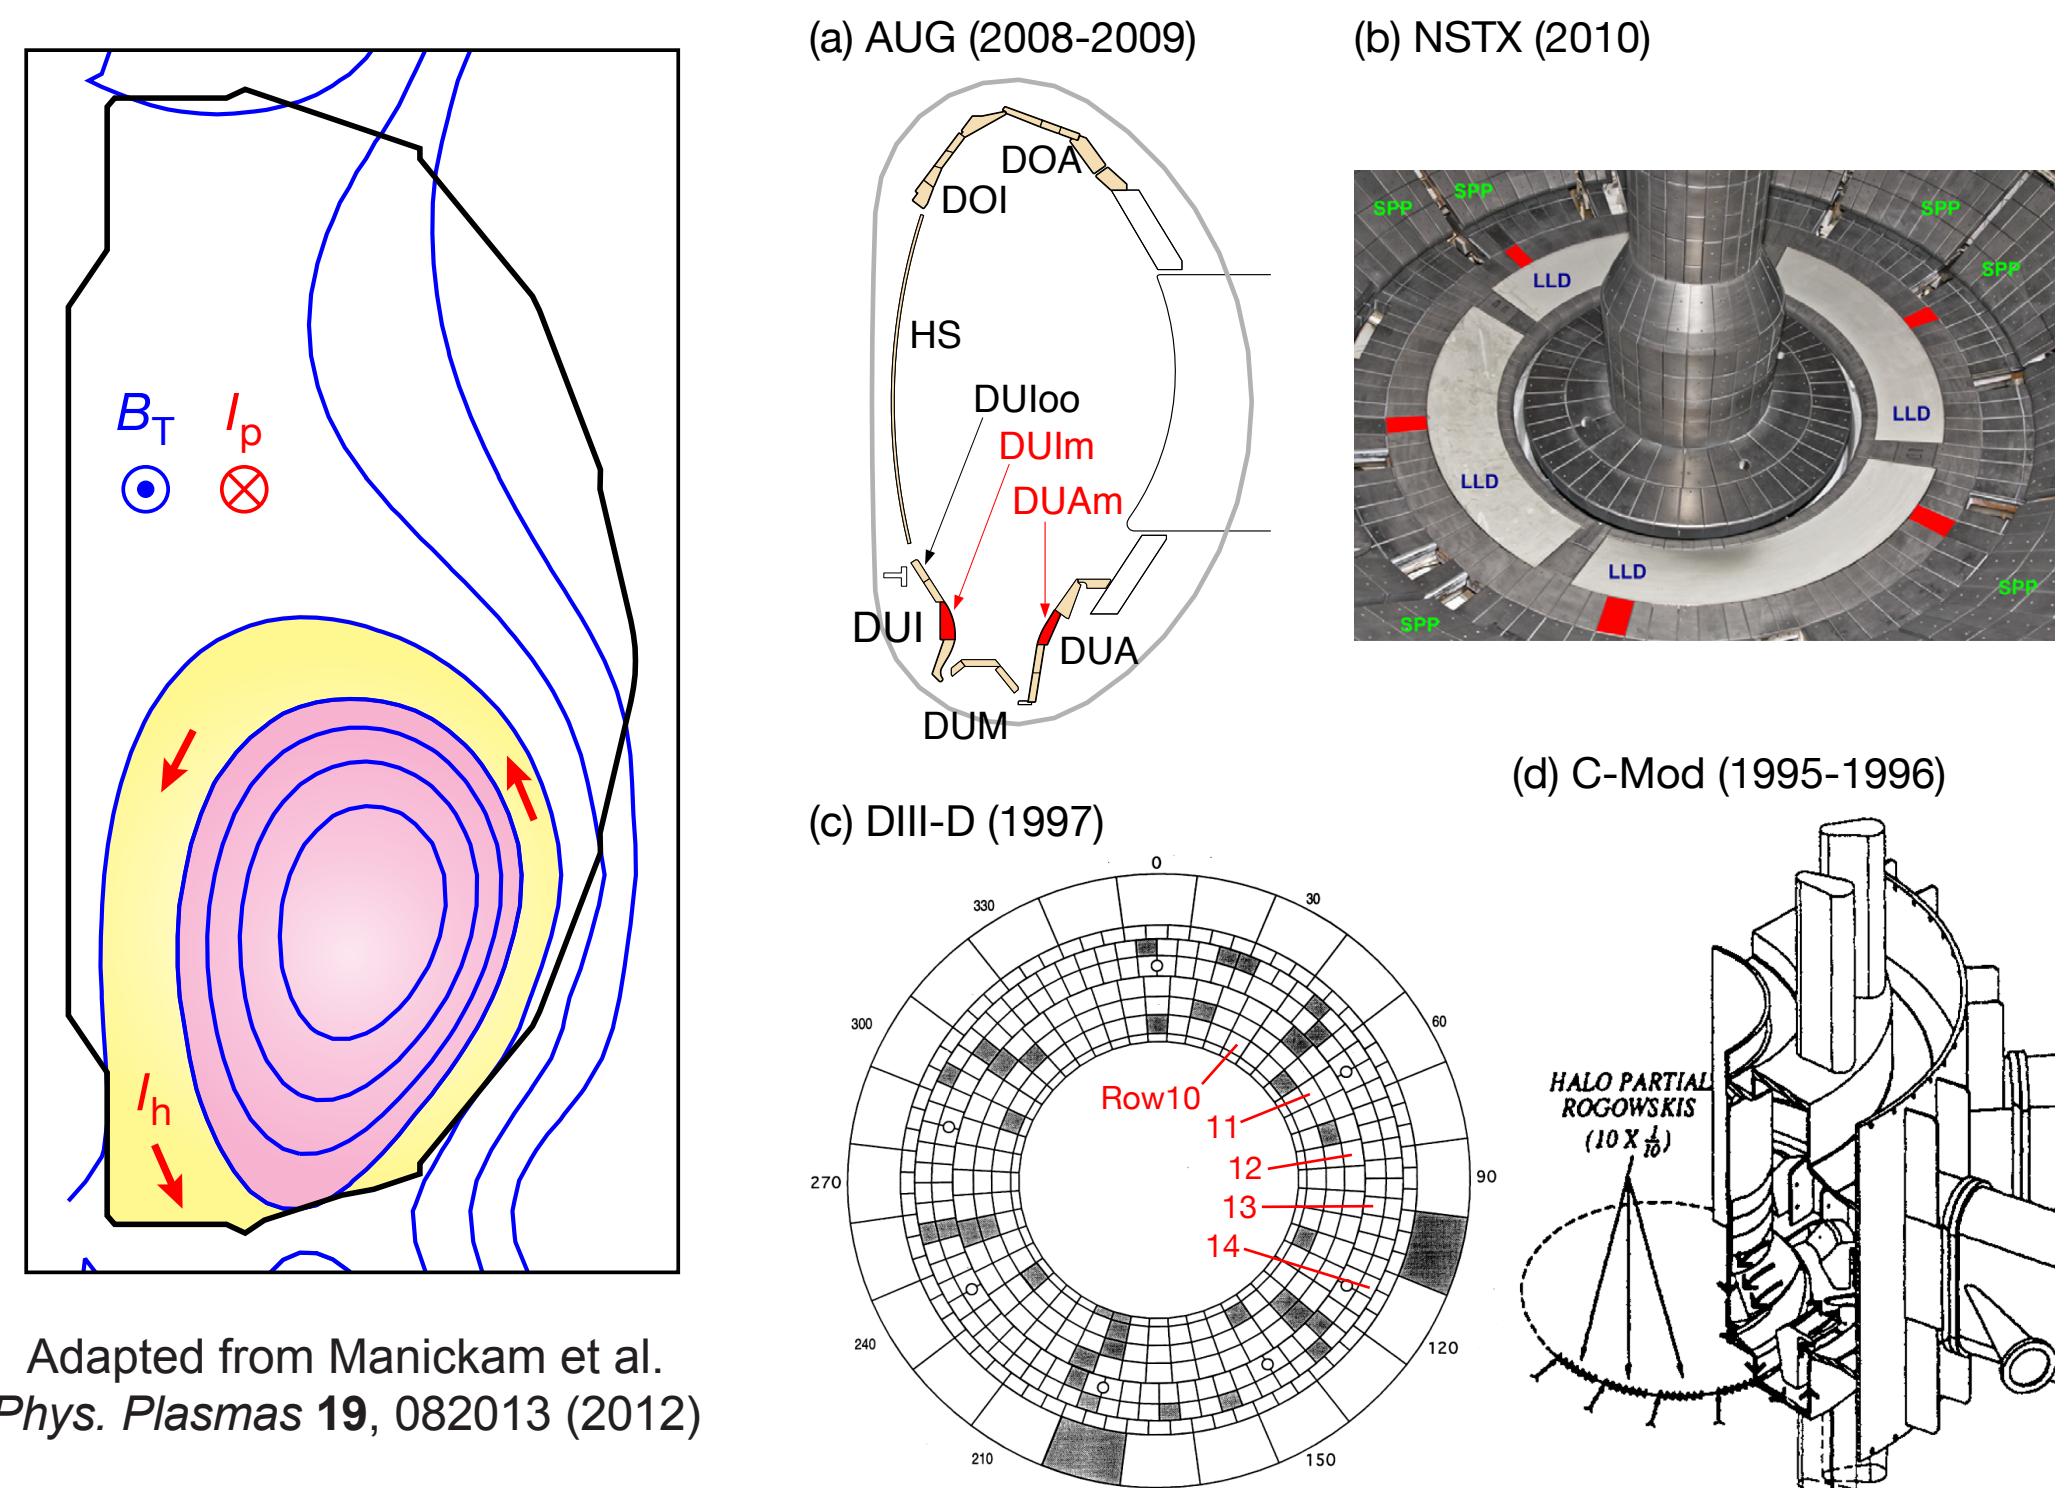 B_T I_p
I_h
Adapted from Manickam et al.
Phys. Plasmas 19, 082013 (2012)
(a) AUG (2008-2009)
DOA
DOI
HS
DUIoo
DUIm
DUAm
DUI
DUA
DUM
(b) NSTX (2010)
SPP
SPP
SPP
SPP
LLD
LLD
LLD
LLD
SPP
SPP
(c) DIII-D (1997)
0
30
60
90
120
150
210
240
270
300
330
Row10
11
12
13
14
(d) C-Mod (1995-1996)
HALO PARTIAL
ROGOWSKIS
(10 X 1/10)